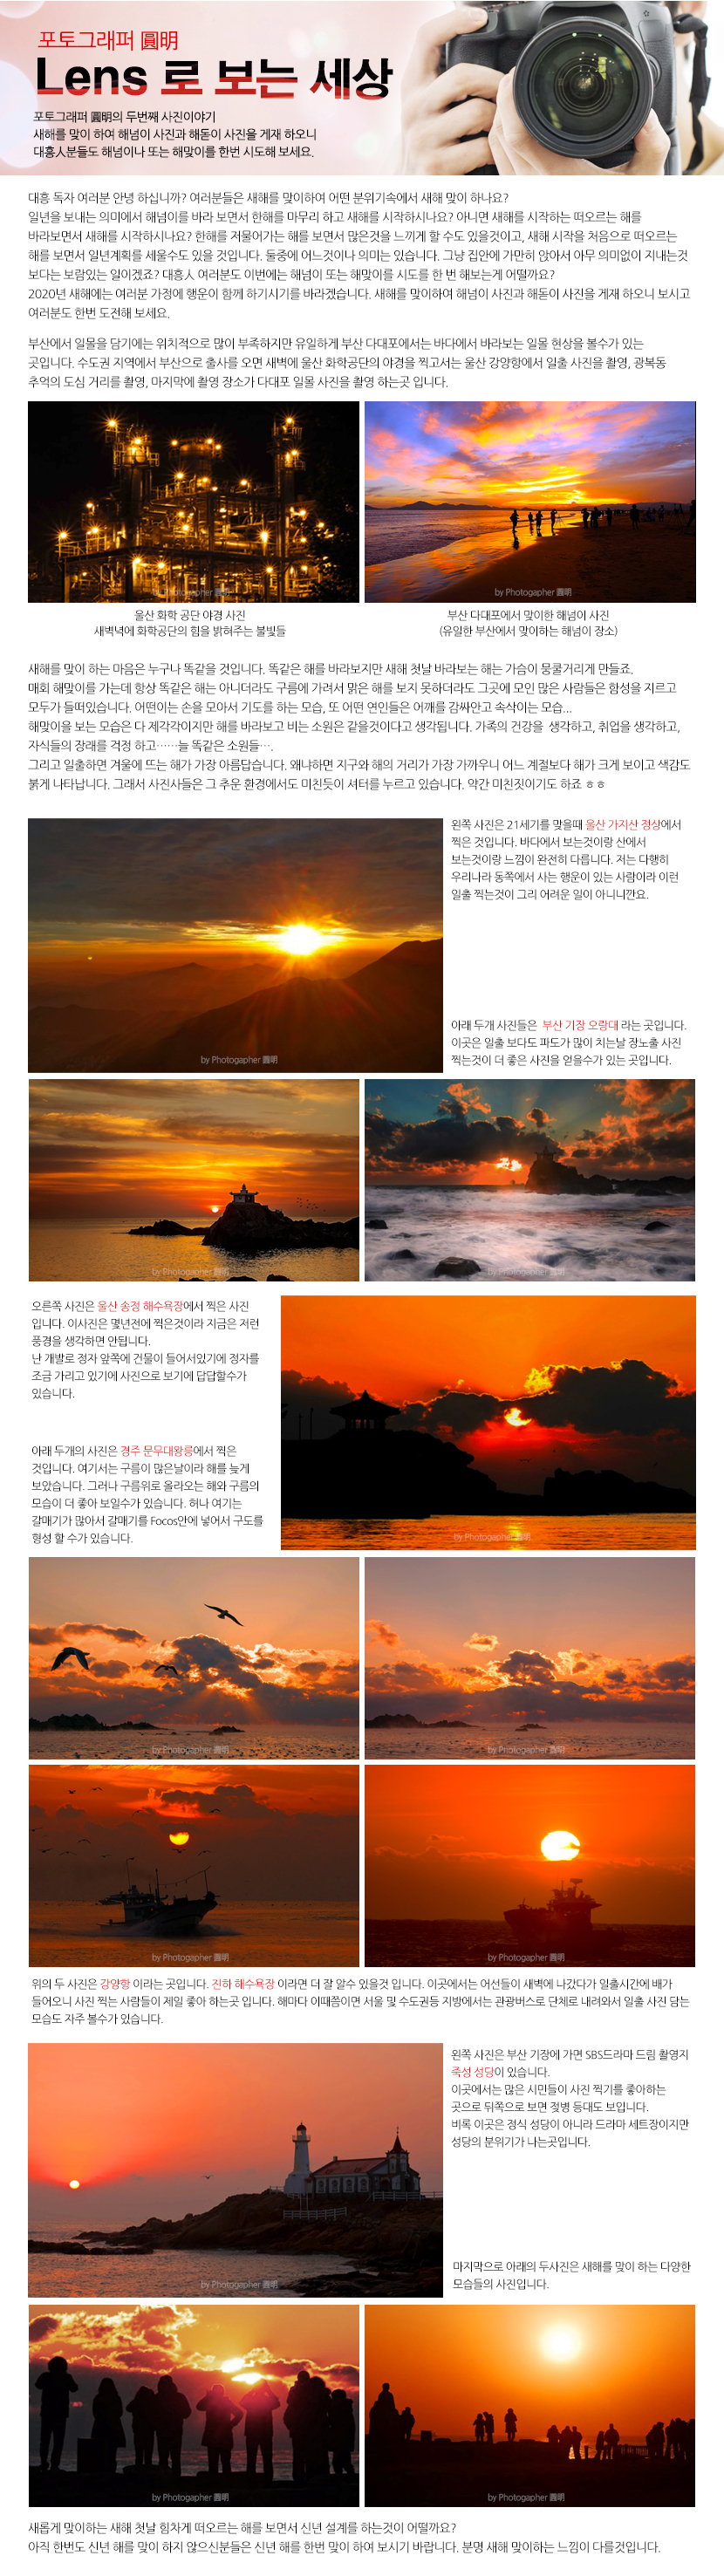 포토그래퍼 圓明
Lens 로 보는 세상
포토그래퍼 圓明의 두번째 사진이야기
새해를 맞이 하여 해넘이 사진과 해돋이 사진을 게재 하오니
대흥人분들도 해넘이나 또는 해맞이를 한번 시도해 보세요.
대흥 독자 여러분 안녕 하십니까? 여러분들은 새해를 맞이하여 어떤 분위기속에서 새해 맞이 하나요?
일년을 보내는 의미에서 해넘이를 바라 보면서 한해를 마무리 하고 새해를 시작하시나요? 아니면 새해를 시작하는 떠오르는 해를
바라보면서 새해를 시작하시나요? 한해를 저물어가는 해를 보면서 많은것을 느끼게 할 수도 있을것이고, 새해 시작을 처음으로 떠오르는
해를 보면서 일년계획를 세울수도 있을 것입니다. 둘중에 어느것이나 의미는 있습니다. 그냥 집안에 가만히 앉아서 아무 의미없이 지내는것
보다는 보람있는 일이겠죠? 대흥人 여러분도 이번에는 해넘이 또는 해맞이를 시도를 한 번 해보는게 어떨까요?
2020년 새해에는 여러분 가정에 행운이 함께 하기시기를 바라겠습니다. 새해를 맞이하여 해넘이 사진과 해돋이 사진을 게재 하오니 보시고
여러분도 한번 도전해 보세요.
부산에서 일몰을 담기에는 위치적으로 많이 부족하지만 유일하게 부산 다대포에서는 바다에서 바라보는 일몰 현상을 볼수가 있는
곳입니다. 수도권 지역에서 부산으로 출사를 오면 새벽에 울산 화학공단의 야경을 찍고서는 울산 강양항에서 일출 사진을 촬영, 광복동
추억의 도심 거리를 촬영, 마지막에 촬영 장소가 다대포 일몰 사진을 촬영 하는곳 입니다.
by Photogapher 圓明
by Photogapher 圓明
울산 화학 공단 야경 사진
새벽녘에 화학공단의 힘을 밝혀주는 불빛들
부산 다대포에서 맞이한 해넘이 사진
(유일한 부산에서 맞이하는 해넘이 장소)
새해를 맞이 하는 마음은 누구나 똑같을 것입니다. 똑같은 해를 바라보지만 새해 첫날 바라보는 해는 가슴이 뭉쿨거리게 만들죠.
매회 해맞이를 가는데 항상 똑같은 해는 아니더라도 구름에 가려서 맑은 해를 보지 못하더라도 그곳에 모인 많은 사람들은 함성을 지르고
모두가 들떠있습니다. 어떤이는 손을 모아서 기도를 하는 모습, 또 어떤 연인들은 어깨를 감싸안고 속삭이는 모습...
해맞이을 보는 모습은 다 제각각이지만 해를 바라보고 비는 소원은 같을것이다고 생각됩니다. 가족의 건강을 생각하고, 취업을 생각하고,
자식들의 장래를 걱정 하고……늘 똑같은 소원들….
그리고 일출하면 겨울에 뜨는 해가 가장 아름답습니다. 왜냐하면 지구와 해의 거리가 가장 가까우니 어느 계절보다 해가 크게 보이고 색감도
붉게 나타납니다. 그래서 사진사들은 그 추운 환경에서도 미친듯이 셔터를 누르고 있습니다. 약간 미친짓이기도 하죠 ㅎㅎ
왼쪽 사진은 21세기를 맞을때 울산 가지산 정상에서
찍은 것입니다. 바다에서 보는것이랑 산에서
보는것이랑 느낌이 완전히 다릅니다. 저는 다행히
우리나라 동쪽에서 사는 행운이 있는 사람이라 이런
일출 찍는것이 그리 어려운 일이 아니니깐요.
아래 두개 사진들은 부산 기장 오랑대 라는 곳입니다.
이곳은 일출 보다도 파도가 많이 치는날 장노출 사진
찍는것이 더 좋은 사진을 얻을수가 있는 곳입니다.
by Photogapher 圓明
by Photogapher 圓明
by Photogapher 圓明
오른쪽 사진은 울산 송정 해수욕장에서 찍은 사진
입니다. 이사진은 몇년전에 찍은것이라 지금은 저런
풍경을 생각하면 안됩니다.
난 개발로 정자 앞쪽에 건물이 들어서있기에 정자를
조금 가리고 있기에 사진으로 보기에 답답할수가
있습니다.
아래 두개의 사진은 경주 문무대왕릉에서 찍은
것입니다. 여기서는 구름이 많은날이라 해를 늦게
보았습니다. 그러나 구름위로 올라오는 해와 구름의
모습이 더 좋아 보일수가 있습니다. 허나 여기는
갈매기가 많아서 갈매기를 Focos안에 넣어서 구도를
형성 할 수가 있습니다.
by Photogapher 圓明
by Photogapher 圓明
by Photogapher 圓明
by Photogapher 圓明
by Photogapher 圓明
위의 두 사진은 강양항 이라는 곳입니다. 진하 해수욕장 이라면 더 잘 알수 있을것 입니다. 이곳에서는 어선들이 새벽에 나갔다가 일출시간에 배가
들어오니 사진 찍는 사람들이 제일 좋아 하는곳 입니다. 해마다 이때쯤이면 서울 및 수도권등 지방에서는 관광버스로 단체로 내려와서 일출 사진 담는
모습도 자주 볼수가 있습니다.
왼쪽 사진은 부산 기장에 가면 SBS드라마 드림 촬영지
죽성 성당이 있습니다.
이곳에서는 많은 시민들이 사진 찍기를 좋아하는
곳으로 뒤쪽으로 보면 젖병 등대도 보입니다.
비록 이곳은 정식 성당이 아니라 드라마 세트장이지만
성당의 분위기가 나는곳입니다.
마지막으로 아래의 두사진은 새해를 맞이 하는 다양한
모습들의 사진입니다.
by Photogapher 圓明
by Photogapher 圓明
by Photogapher 圓明
새롭게 맞이하는 새해 첫날 힘차게 떠오르는 해를 보면서 신년 설계를 하는것이 어떨까요?
아직 한번도 신년 해를 맞이 하지 않으신분들은 신년 해를 한번 맞이 하여 보시기 바랍니다. 분명 새해 맞이하는 느낌이 다를것입니다.